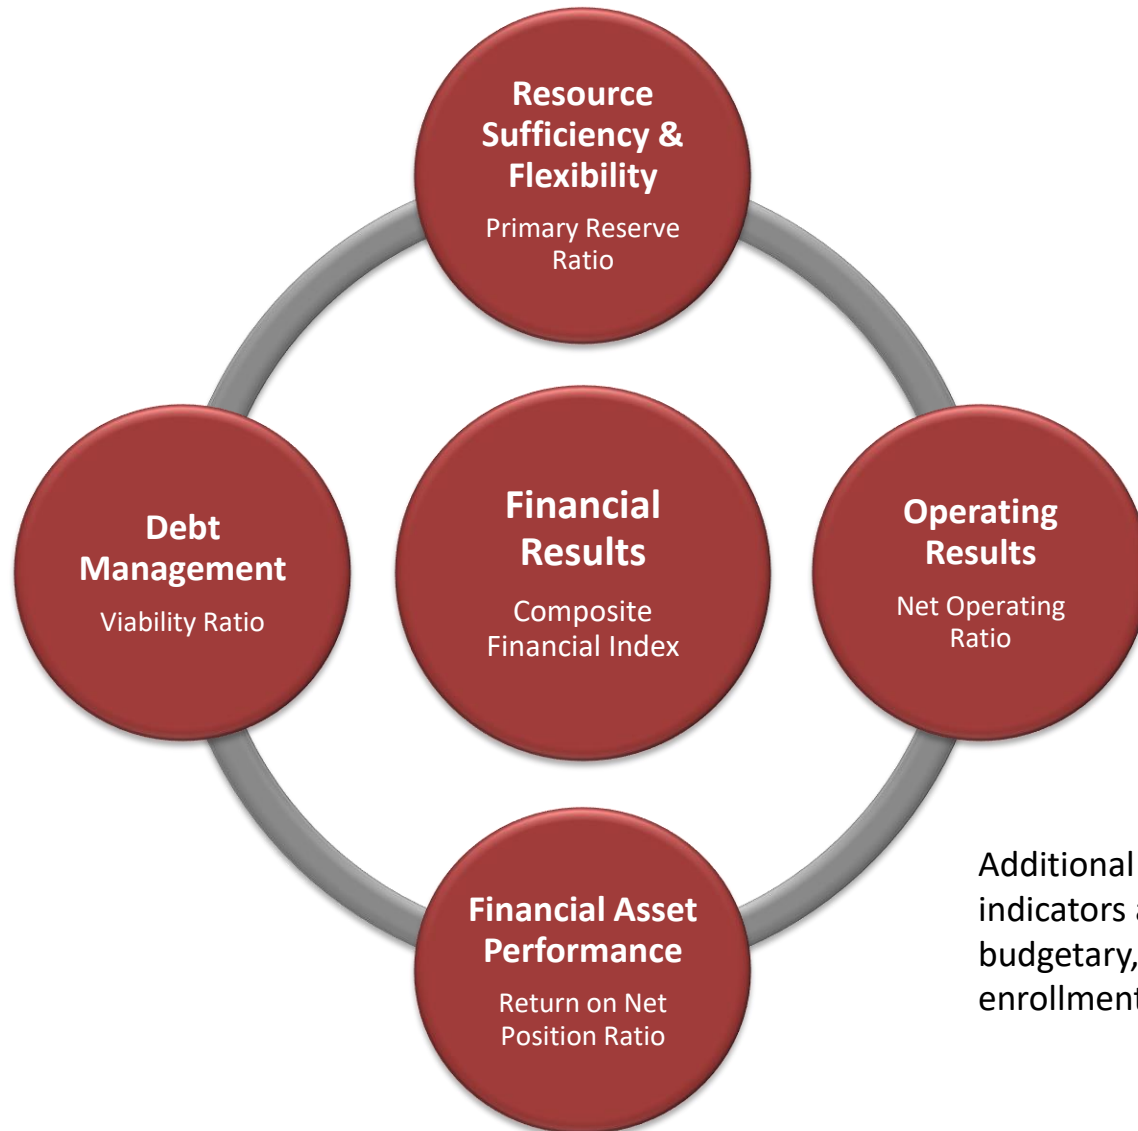 Resource
Sufficiency &
Flexibility
Primary Reserve
Ratio
Debt
Management
Viability Ratio
Financial
Results
Composite
Financial Index
Operating
Results
Net Operating
Ratio
Financial Asset
Performance
Return on Net
Position Ratio
Additional
indicators
budgetary,
enrollment